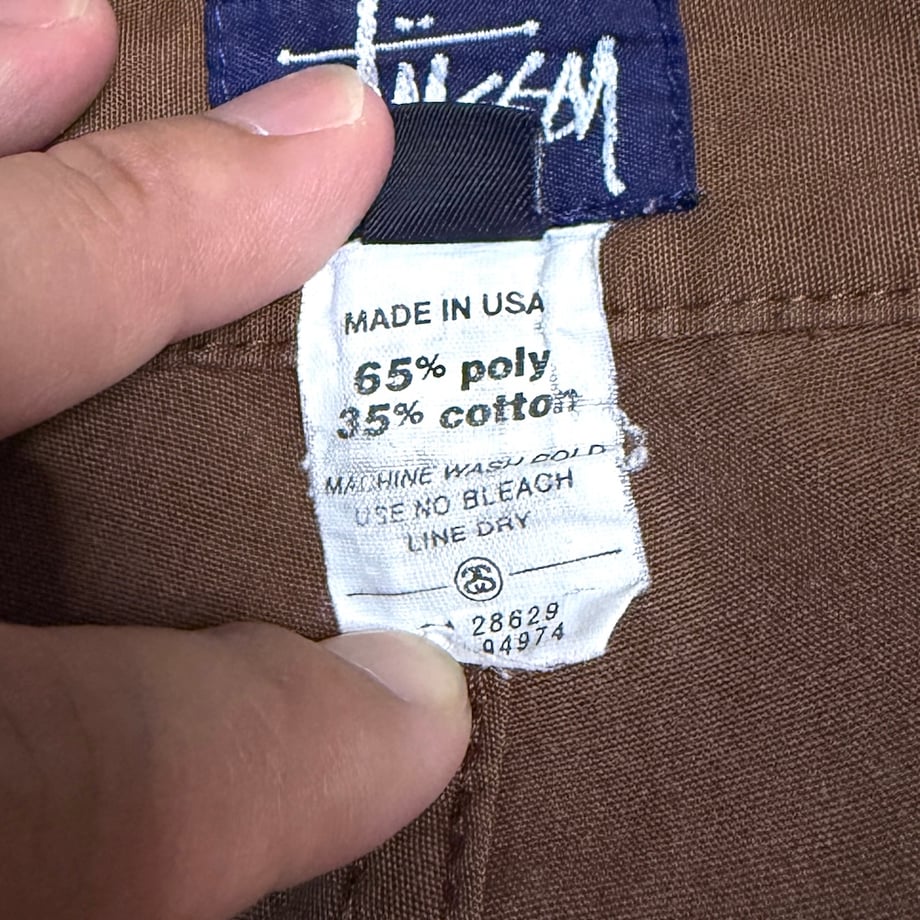 MADE IN USA
65% poly
35% cotton
MACHINE WASH COLD
USE NO BLEACH
LINE DRY
28629
94974